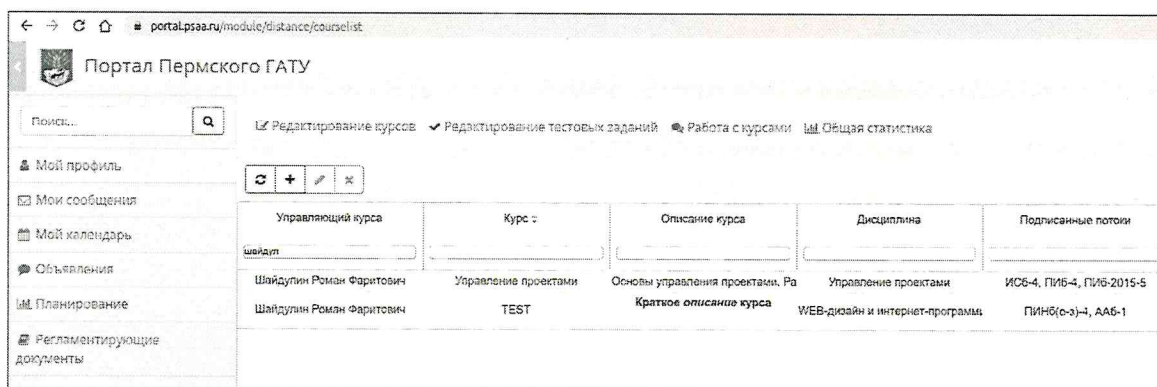 portal.psaa.ru/module/distance/courselist
Портал Пермского ГАТУ
Поиск...
Редактирование курсов Редактирование тестовых заданий Работа с курсами Общая статистика
Мой профиль
Мои сообщения
Мой календарь
Объявления
Планирование
Регламентирующие
документы
Управляющий курса Курс Описание курса Дисциплина Подписанные потоки
шайдул
Шайдулин Роман Фаритович Управление проектами Основы управления проектами. Ра Управление проектами ИСб-4, ПИб-4, ПИб-2015-5
Шайдулин Роман Фаритович TEST Краткое описание курса WEB-дизайн и интернет-программи ПИНб(о-з)-4, ААб-1